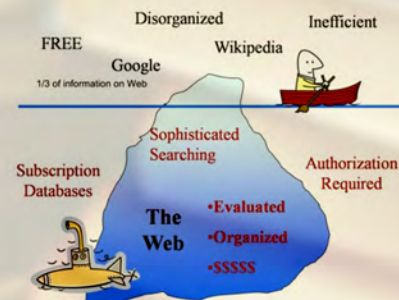 Disorganized
Inefficient
FREE
Wikipedia
Google
1/3 of information on Web
Sophisticated
Searching
Subscription
Databases
Authorization
Required
The
Web
•Evaluated
•Organized
•$$$$$